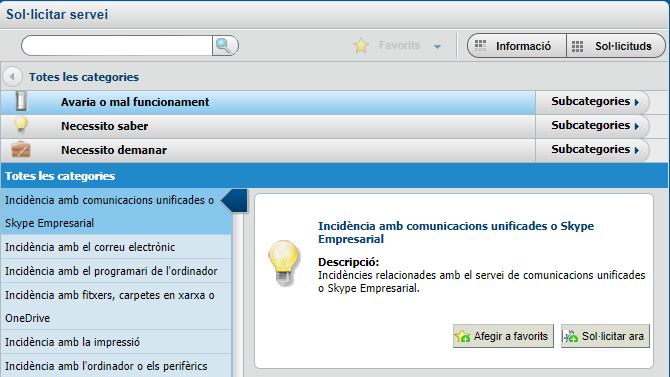 Sol·licitar servei
Favorits
Informació
Sol·licituds
Totes les categories
Avaria o mal funcionament
Subcategories
Necessito saber
Subcategories
Necessito demanar
Subcategories
Totes les categories
Incidència amb comunicacions unificades o
Skype Empresarial
Incidència amb el correu electrònic
Incidència amb el programari de l'ordinador
Incidència amb fitxers, carpetes en xarxa o
OneDrive
Incidència amb la impressió
Incidència amb l'ordinador o els perifèrics
Incidència amb comunicacions unificades o Skype
Empresarial
Descripció:
Incidències relacionades amb el servei de comunicacions unificades
o Skype Empresarial.
Afegir a favorits
Sol·licitar ara